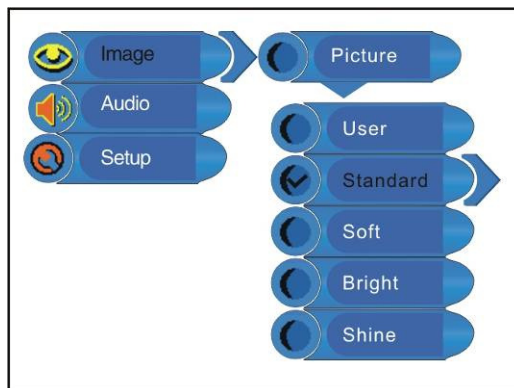 Image
Audio
Setup
Picture
User
Standard
Soft
Bright
Shine